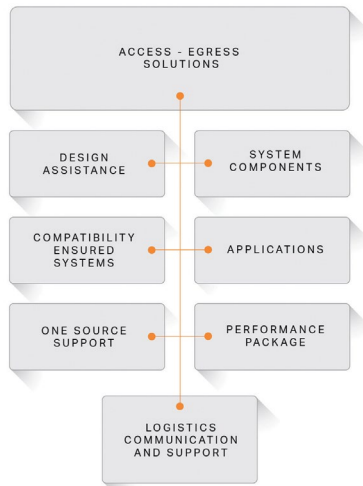 ACCESS - EGRESS
SOLUTIONS
DESIGN
ASSISTANCE
SYSTEM
COMPONENTS
COMPATIBILITY
ENSURED
SYSTEMS
APPLICATIONS
ONE SOURCE
SUPPORT
PERFORMANCE
PACKAGE
LOGISTICS
COMMUNICATION
AND SUPPORT